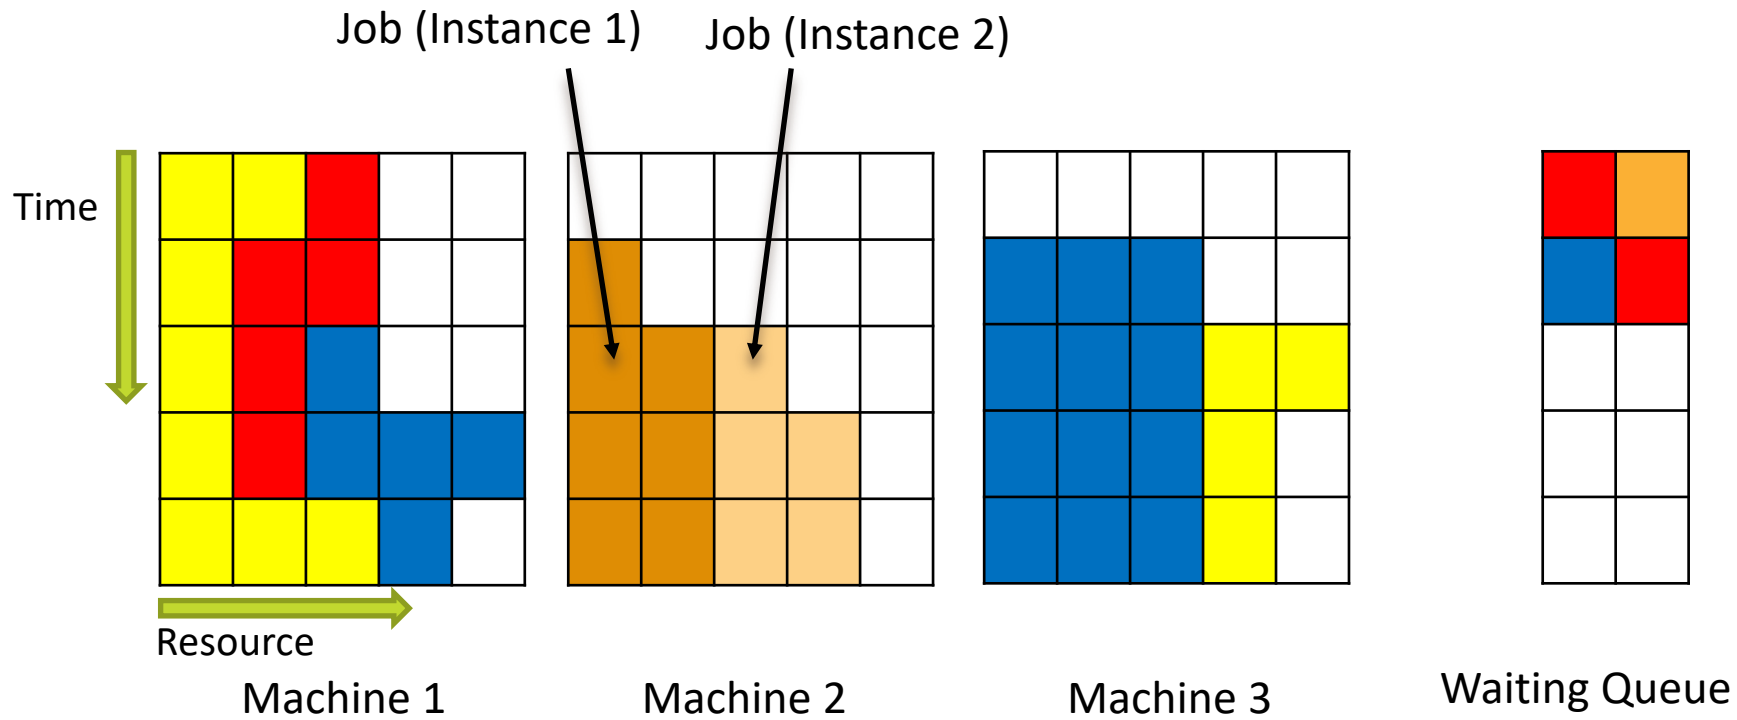 Job (Instance 1)
Job (Instance 2)
Time
Resource
Machine 1
Machine 2
Machine 3
Waiting Queue